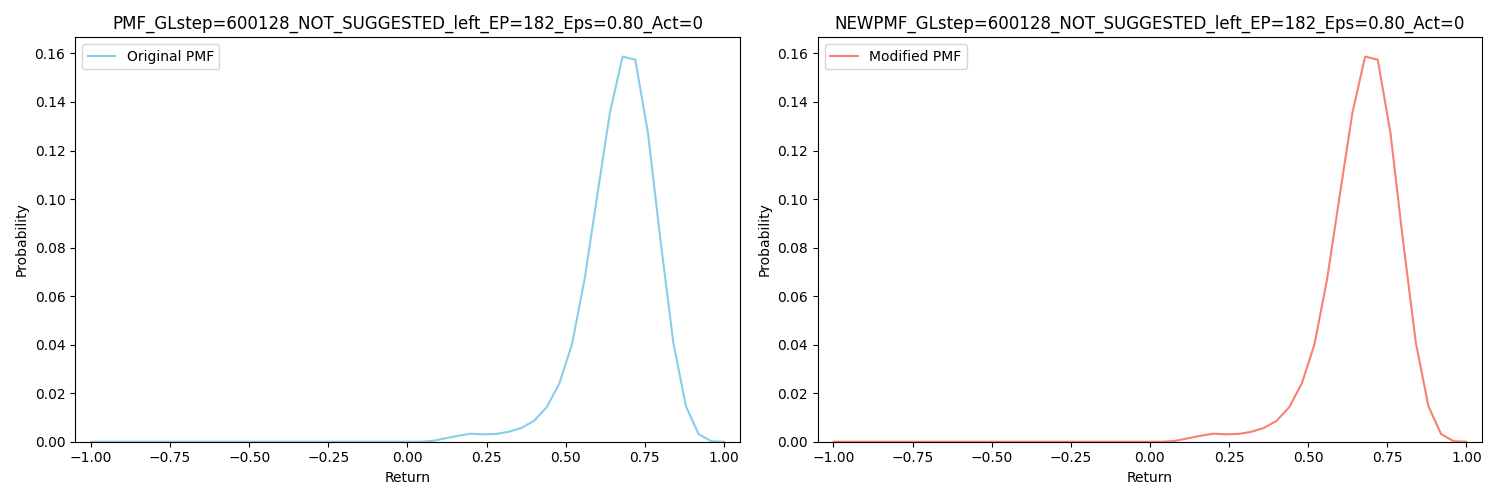 PMF_GLstep=600128_NOT_SUGGESTED_left_EP=182_Eps=0.80_Act=0
Original PMF
Probability
0.16
0.14
0.12
0.10
0.08
0.06
0.04
0.02
0.00
−1.00 −0.75 −0.50 −0.25 0.00 0.25 0.50 0.75 1.00
Return
NEWPMF_GLstep=600128_NOT_SUGGESTED_left_EP=182_Eps=0.80_Act=0
Modified PMF
Probability
0.16
0.14
0.12
0.10
0.08
0.06
0.04
0.02
0.00
−1.00 −0.75 −0.50 −0.25 0.00 0.25 0.50 0.75 1.00
Return